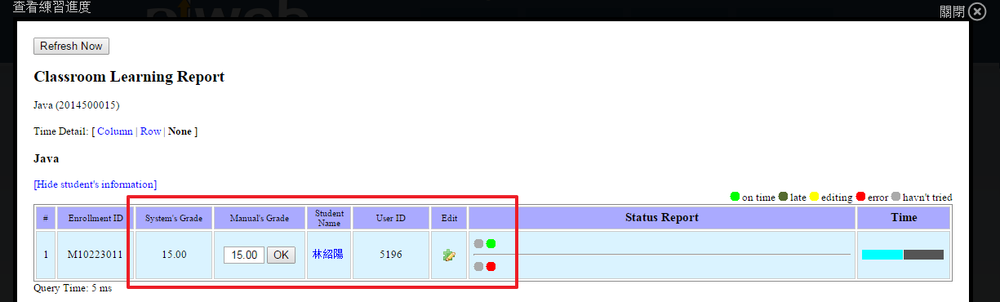 查看練習進度
關閉
Refresh Now
Classroom Learning Report
Java (2014500015)
Time Detail: [ Column | Row | None ]
Java
[Hide student's information]
on time late editing error havn't tried
# Enrollment ID System's Grade Manual's Grade Student Name User ID Edit Status Report Time
1 M10223011 15.00 15.00 OK 林紹陽 5196
Query Time: 5 ms